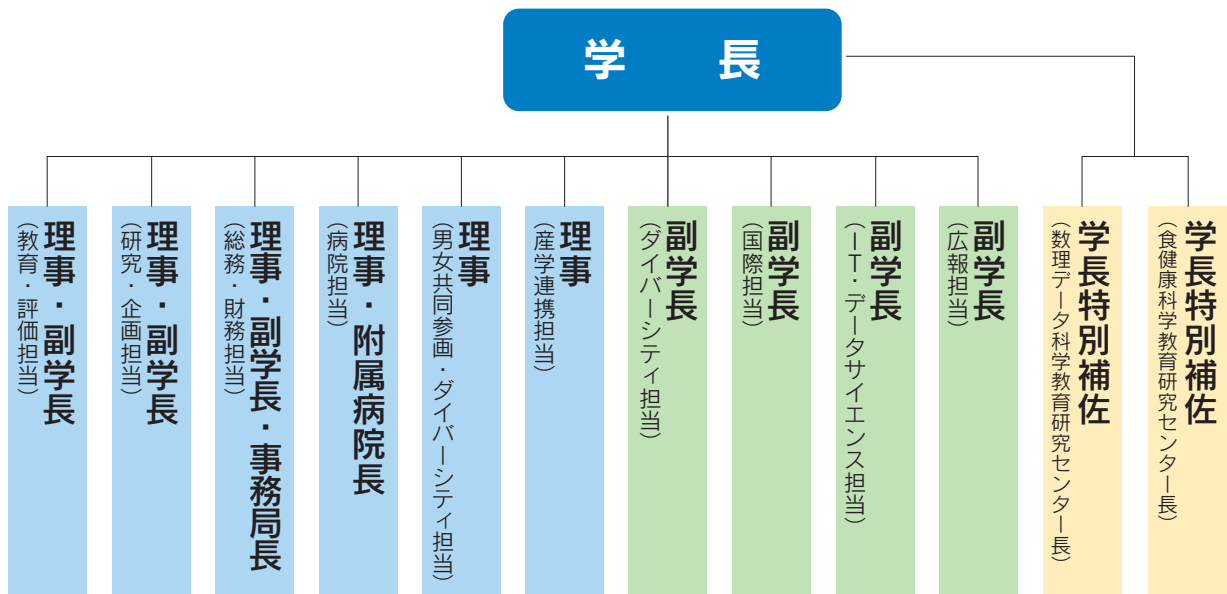 学 長
理事・副学長
（教育・評価担当）
理事・副学長
（研究・企画担当）
理事・副学長・事務局長
（総務・財務担当）
理事・附属病院長
（病院担当）
理事
（男女共同参画・ダイバーシティ担当）
理事
（産学連携担当）
副学長
（ダイバーシティ担当）
副学長
（国際担当）
副学長
（IT・データサイエンス担当）
副学長
（広報担当）
学長特別補佐
（数理データ科学教育研究センター長）
学長特別補佐
（食健康科学教育研究センター長）